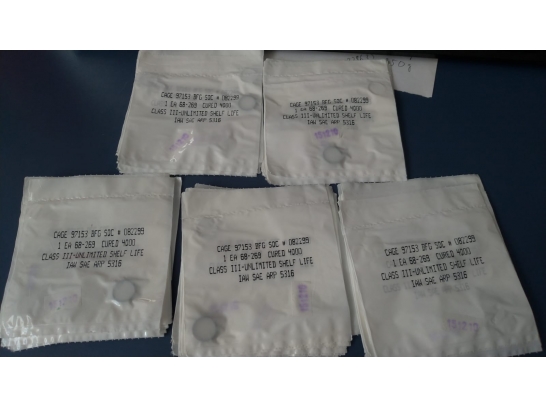 CAGE 97153 BFG SOC # 082299
1 EA 68-269 CURED 4Q00
CLASS III-UNLIMITED SHELF LIFE
IAW SAE ARP 5316
CAGE 97153 BFG SOC # 082299
1 EA 68-269 CURED 4Q00
CLASS III-UNLIMITED SHELF LIFE
IAW SAE ARP 5316
CAGE 97153 BFG SOC # 082299
1 EA 68-269 CURED 4Q00
CLASS III-UNLIMITED SHELF LIFE
IAW SAE ARP 5316
CAGE 97153 BFG SOC # 082299
1 EA 68-269 CURED 4Q00
CLASS III-UNLIMITED SHELF LIFE
IAW SAE ARP 5316
CAGE 97153 BFG SOC # 082299
1 EA 68-269 CURED 4Q00
CLASS III-UNLIMITED SHELF LIFE
IAW SAE ARP 5316